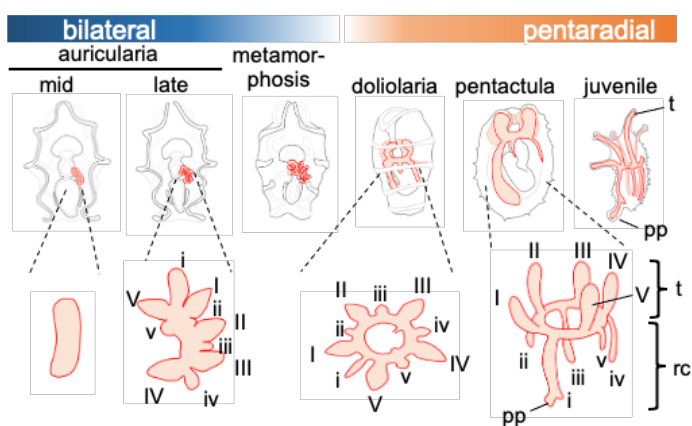 bilateral
pentaradial
auricularia
metamor-
phosis
mid
late
doliolaria
pentactula
juvenile
t
pp
i
I
ii
II
iii
III
iv
IV
v
V
II
iii
III
ii
iv
I
IV
i
v
V
II
III
IV
I
V
t
ii
iii
v
iv
rc
pp
i